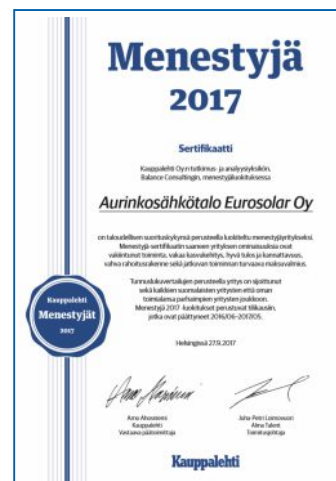 Menestyjä
2017
Sertifikaatti
Kauppalehti Oy:n tutkimus- ja analyysiyksikön,
Balance Consultingin, menestyjäluokituksessa
Aurinkosähkötalo Eurosolar Oy
on taloudellisen suorituskykynsä perusteella luokiteltu menestyjäyritykseksi.
Menestyjä-sertifikaatin saaneen yrityksen ominaisuuksia ovat
vakiintunut toiminta, vakaa kasvukehitys, hyvä tulos ja kannattavuus,
vahva rahoitusrakenne sekä jatkuvan toiminnan turvaava maksuvalmius.
Tunnuslukuvertailujen perusteella yritys on sijoittunut
sekä kaikkien suomalaisten yritysten että oman
toimialansa parhaimpien yritysten joukkoon.
Menestyjä 2017 -luokitukset perustuvat tilikausiin,
jotka ovat päättyneet 2016/06-2017/05.
Helsingissä 27.9.2017
Kauppalehti
Menestyjät
2017
Arno Ahosniemi
Kauppalehti
Vastaava päätoimittaja
Juha-Petri Loimovuori
Alma Talent
Toimitusjohtaja
Kauppalehti